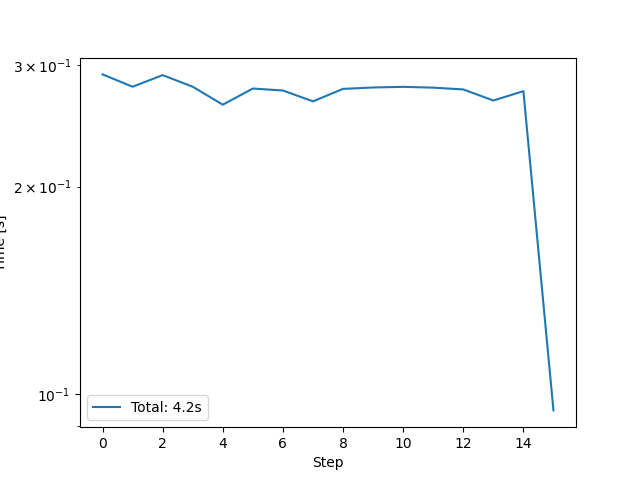 3 × 10⁻¹
2 × 10⁻¹
10⁻¹
[s]
Total: 4.2s
0 2 4 6 8 10 12 14
Step